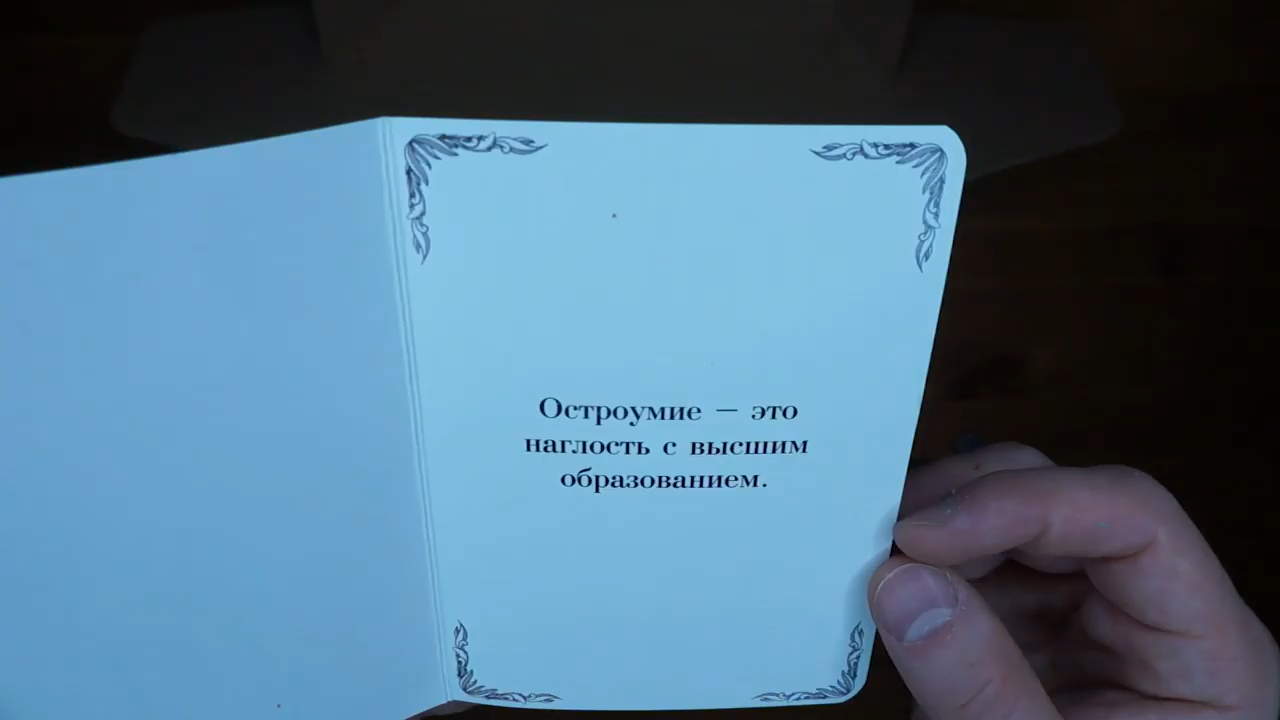 Остроумие — это
наглость с высшим
образованием.